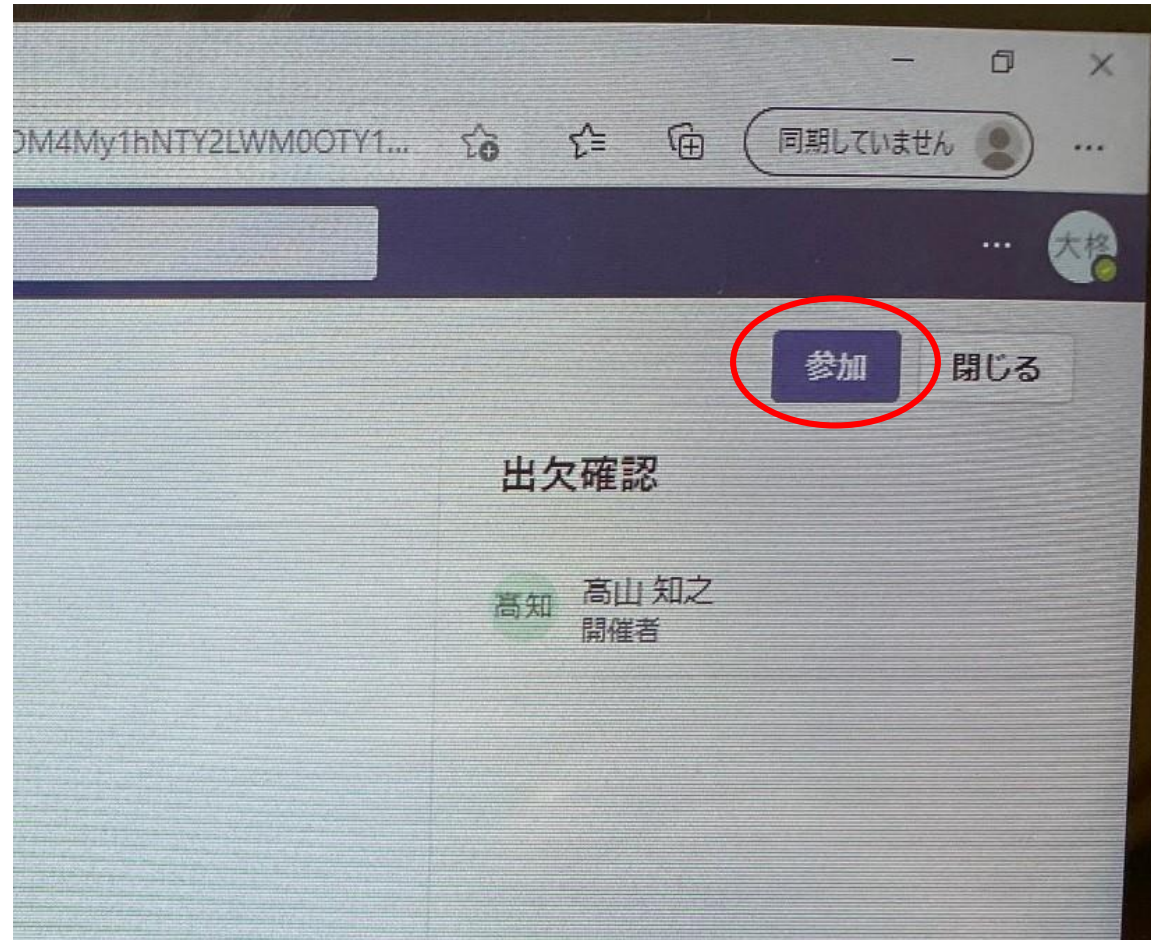 DM4My1hNTY2LWM0OTY1...
同期していません
大柊
参加
閉じる
出欠確認
高知
高山 知之
開催者